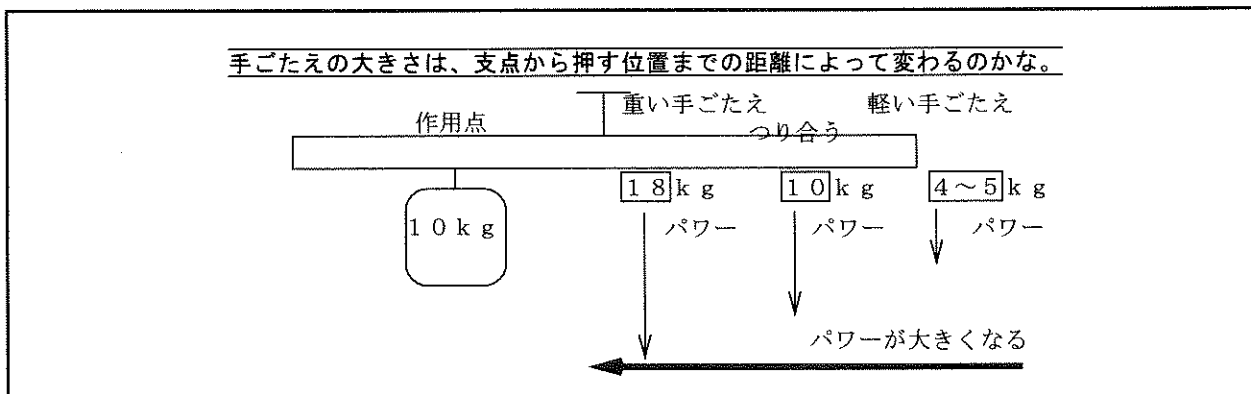 手ごたえの大きさは、支点から押す位置までの距離によって変わるのかな。
重い手ごたえ 軽い手ごたえ
作用点 つり合う
18kg 10kg 4~5kg
10kg パワー パワー パワー
パワーが大きくなる